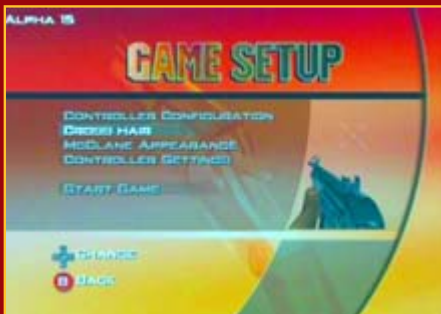 ALPHA 15
GAME SETUP
CONTROLLER CONFIGURATION
CROSS HAIR
MCCLANE APPEARANCE
CONTROLLER SETTINGS
START GAME
CHANGE
B BACK